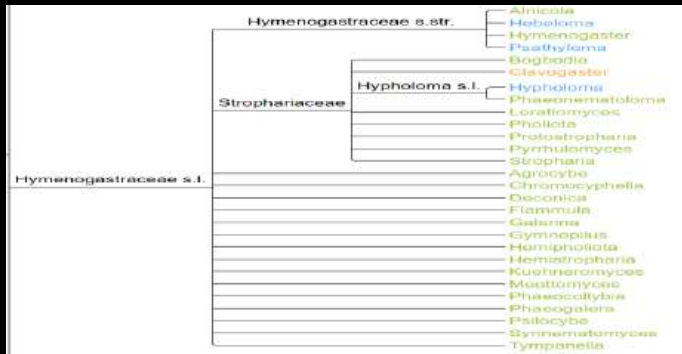 Alnicola
Hymenogastraceae s.str.
Hebeloma
Hymenogaster
Psathyloma
Bogbodia
Clavogaster
Hypholoma s.l.
Hypholoma
Phaeonematoloma
Strophariaceae
Leratiomyces
Pholiota
Protostropharia
Pyrrhulomyces
Stropharia
Hymenogastraceae s.l.
Agrocybe
Chromocyphella
Deconica
Flammula
Galerina
Gymnopilus
Hemipholiota
Hemistropharia
Kuehneromyces
Meottomyces
Phaeocollybia
Phaeogalera
Psilocybe
Synnematomyces
Tympanella